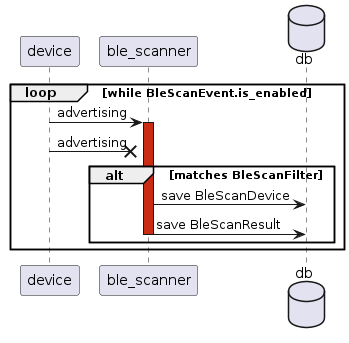 device
ble_scanner
db
loop
[while BleScanEvent.is_enabled]
advertising
advertising
alt
[matches BleScanFilter]
save BleScanDevice
save BleScanResult
device
ble_scanner
db